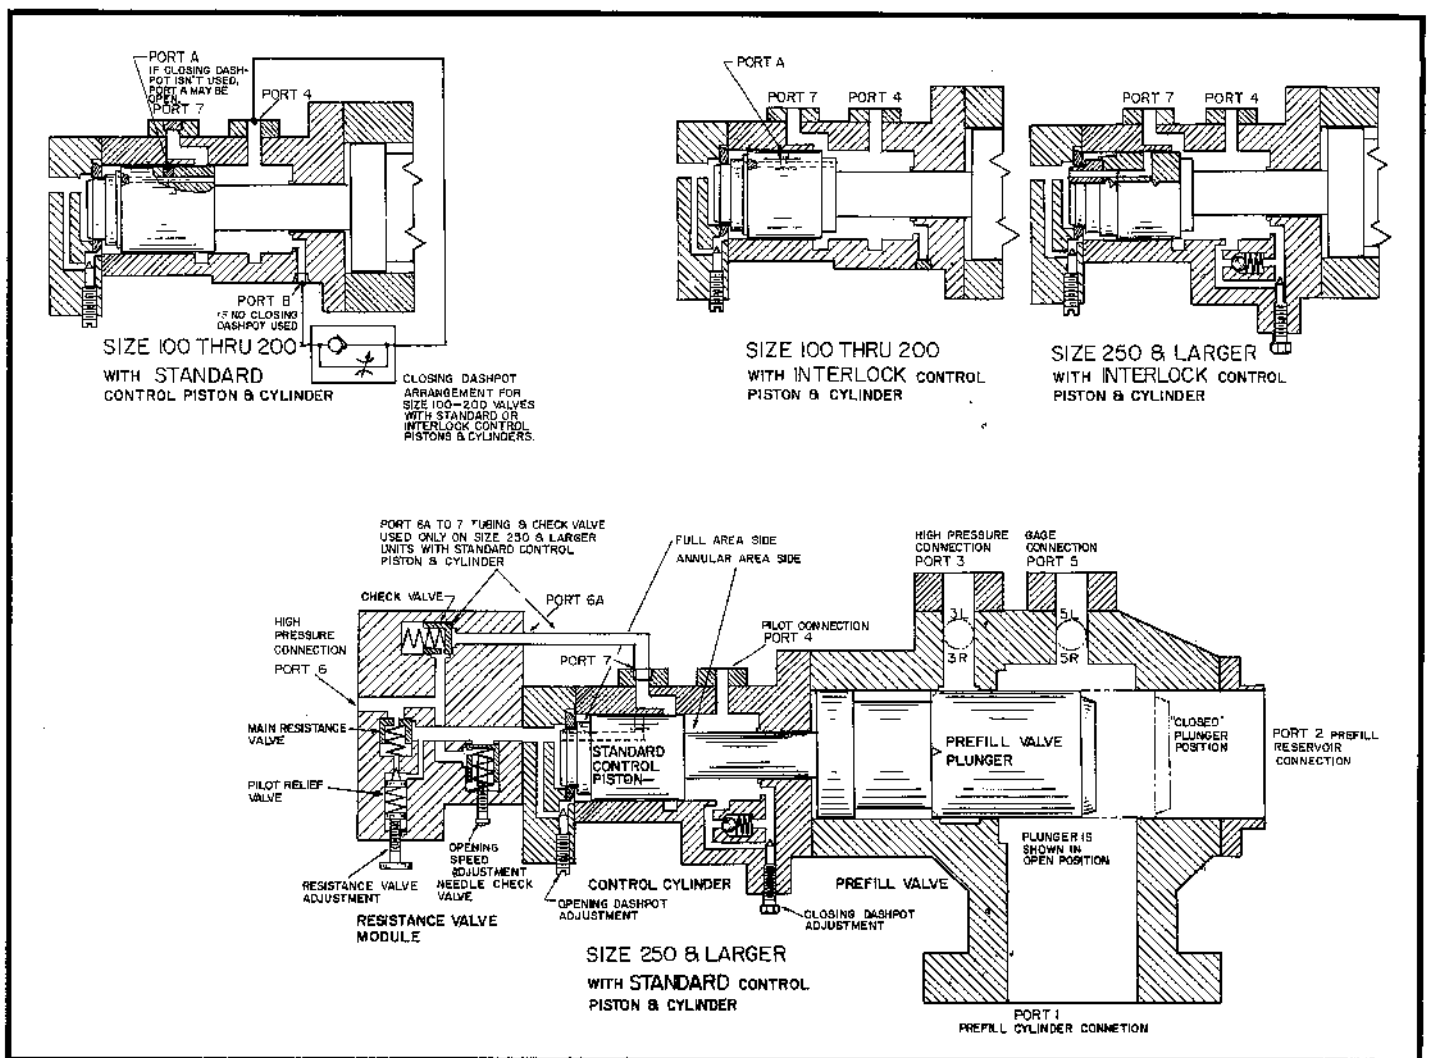 PORT A
IF CLOSING DASH-
POT ISN'T USED,
PORT A MAY BE
OPEN.
PORT 7
PORT 4
PORT B
IF NO CLOSING
DASHPOT USED
SIZE 100 THRU 200
WITH STANDARD
CONTROL PISTON & CYLINDER
CLOSING DASHPOT
ARRANGEMENT FOR
SIZE 100-200 VALVES
WITH STANDARD OR
INTERLOCK CONTROL
PISTONS & CYLINDERS.
PORT A
PORT 7
PORT 4
SIZE 100 THRU 200
WITH INTERLOCK CONTROL
PISTON & CYLINDER
PORT 7
PORT 4
SIZE 250 & LARGER
WITH INTERLOCK CONTROL
PISTON & CYLINDER
PORT 6A TO 7 TUBING & CHECK VALVE
USED ONLY ON SIZE 250 & LARGER
UNITS WITH STANDARD CONTROL
PISTON & CYLINDER
FULL AREA SIDE
ANNULAR AREA SIDE
HIGH PRESSURE
CONNECTION
PORT 3
GAGE
CONNECTION
PORT 5
CHECK VALVE
PORT 6A
HIGH
PRESSURE
CONNECTION
PORT 6
PILOT CONNECTION
PORT 4
PORT 7
3L
3R
5L
5R
MAIN RESISTANCE
VALVE
PILOT RELIEF
VALVE
STANDARD
CONTROL
PISTON
PREFILL VALVE
PLUNGER
"CLOSED"
PLUNGER
POSITION
PORT 2 PREFILL
RESERVOIR
CONNECTION
PLUNGER IS
SHOWN IN
OPEN POSITION
RESISTANCE VALVE
ADJUSTMENT
OPENING
SPEED
ADJUSTMENT
NEEDLE CHECK
VALVE
RESISTANCE VALVE
MODULE
CONTROL CYLINDER
OPENING DASHPOT
ADJUSTMENT
PREFILL VALVE
CLOSING DASHPOT
ADJUSTMENT
SIZE 250 & LARGER
WITH STANDARD CONTROL
PISTON & CYLINDER
PORT 1
PREFILL CYLINDER CONNETION